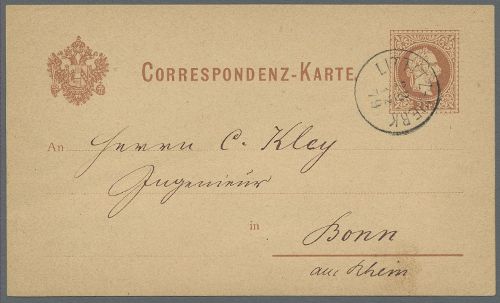 CORRESPONDENZ-KARTE.
An Herrn C. Kley
Ingenieur
in Bonn
am Rhein